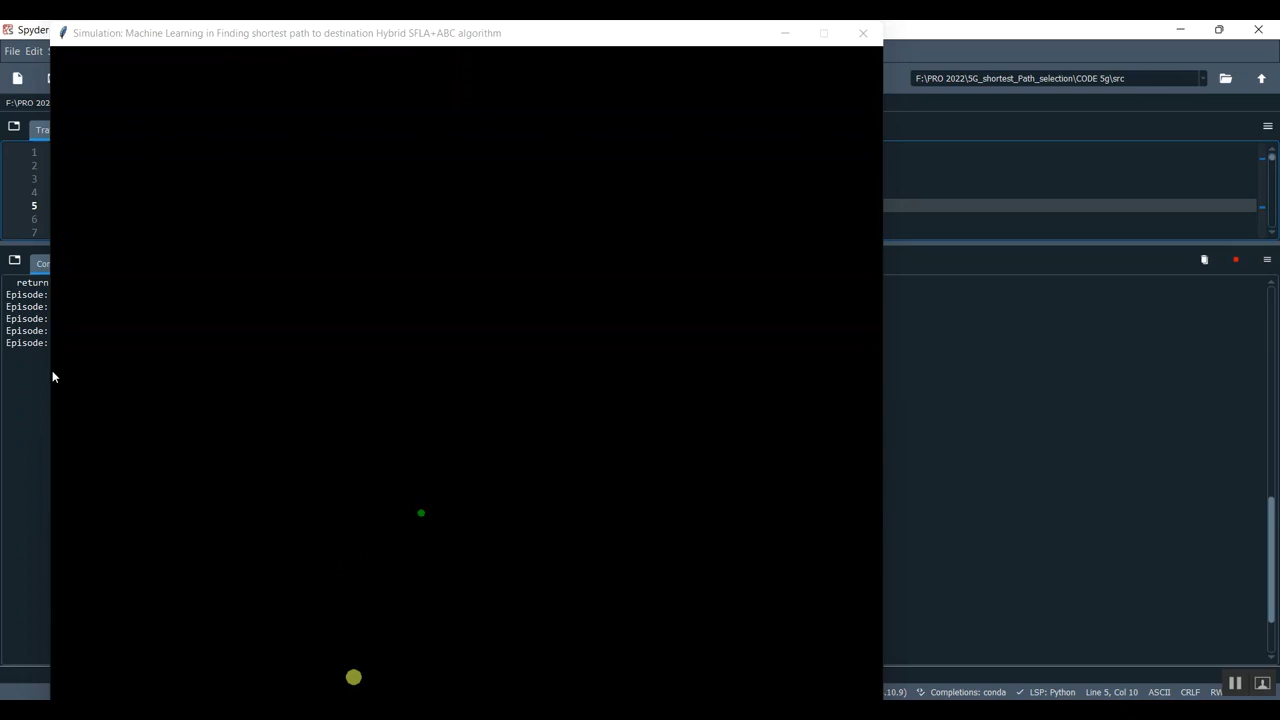 Spyder
Simulation: Machine Learning in Finding shortest path to destination Hybrid SFLA+ABC algorithm
File Edit S
F:\PRO 2022\5G_shortest_Path_selection\CODE 5g\src
F:\PRO 202
Tra
1
2
3
4
5
6
7
Con
return
Episode:
Episode:
Episode:
Episode:
Episode:
.10.9) Completions: conda LSP: Python Line 5, Col 10 ASCII CRLF RW